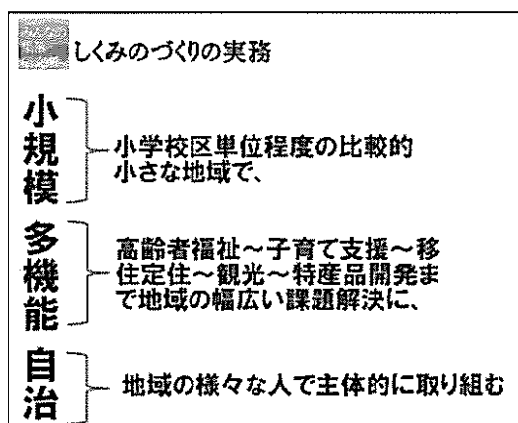 しくみのづくりの実務
小規模
小学校区単位程度の比較的
小さな地域で、
多機能
高齢者福祉～子育て支援～移
住定住～観光～特産品開発ま
で地域の幅広い課題解決に、
自治
地域の様々な人で主体的に取り組む